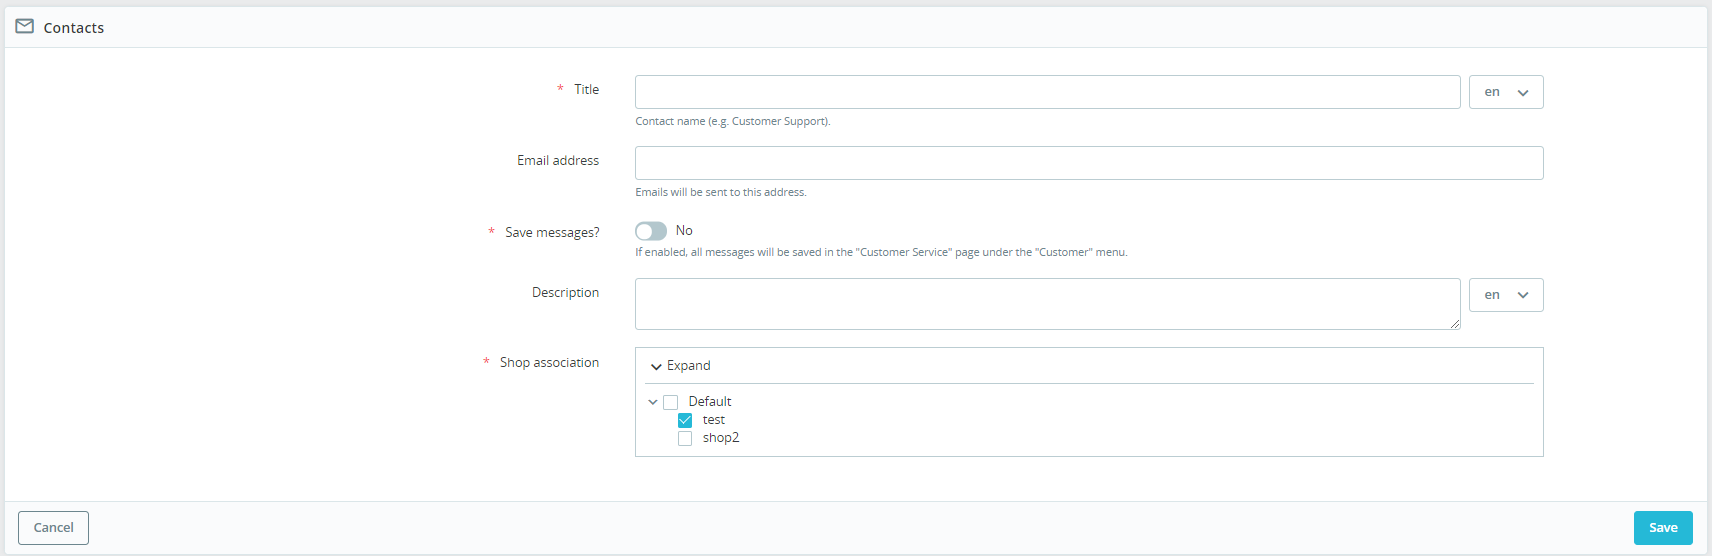 Contacts
* Title
en
Contact name (e.g. Customer Support).
Email address
Emails will be sent to this address.
* Save messages?
No
If enabled, all messages will be saved in the "Customer Service" page under the "Customer" menu.
Description
en
* Shop association
Expand
Default
test
shop2
Cancel
Save